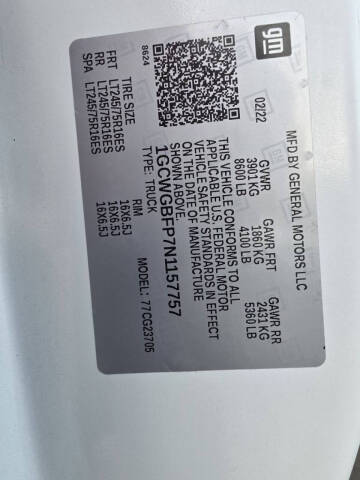 gm
MFD BY GENERAL MOTORS LLC
02/22 GVWR GAWR FRT GAWR RR
3901 KG 1860 KG 2431 KG
8600 LB 4100 LB 5360 LB
THIS VEHICLE CONFORMS TO ALL
APPLICABLE U.S. FEDERAL MOTOR
VEHICLE SAFETY STANDARDS IN EFFECT
ON THE DATE OF MANUFACTURE
SHOWN ABOVE.
1GCWGBFP7N1157757
8624 TYPE: TRUCK MODEL: 77CG23705
TIRE SIZE RIM
FRT LT245/75R16ES 16X6.5J
RR LT245/75R16ES 16X6.5J
SPA LT245/75R16ES 16X6.5J